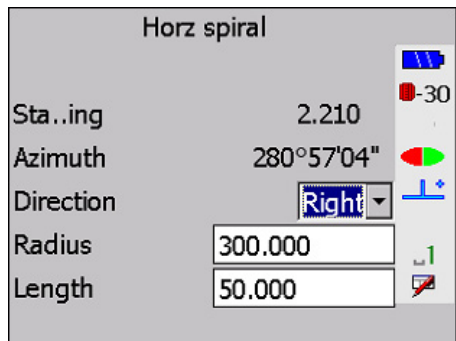 Horz spiral
-30
Sta..ing 2.210
Azimuth 280°57'04"
Direction Right
Radius 300.000
1
Length 50.000